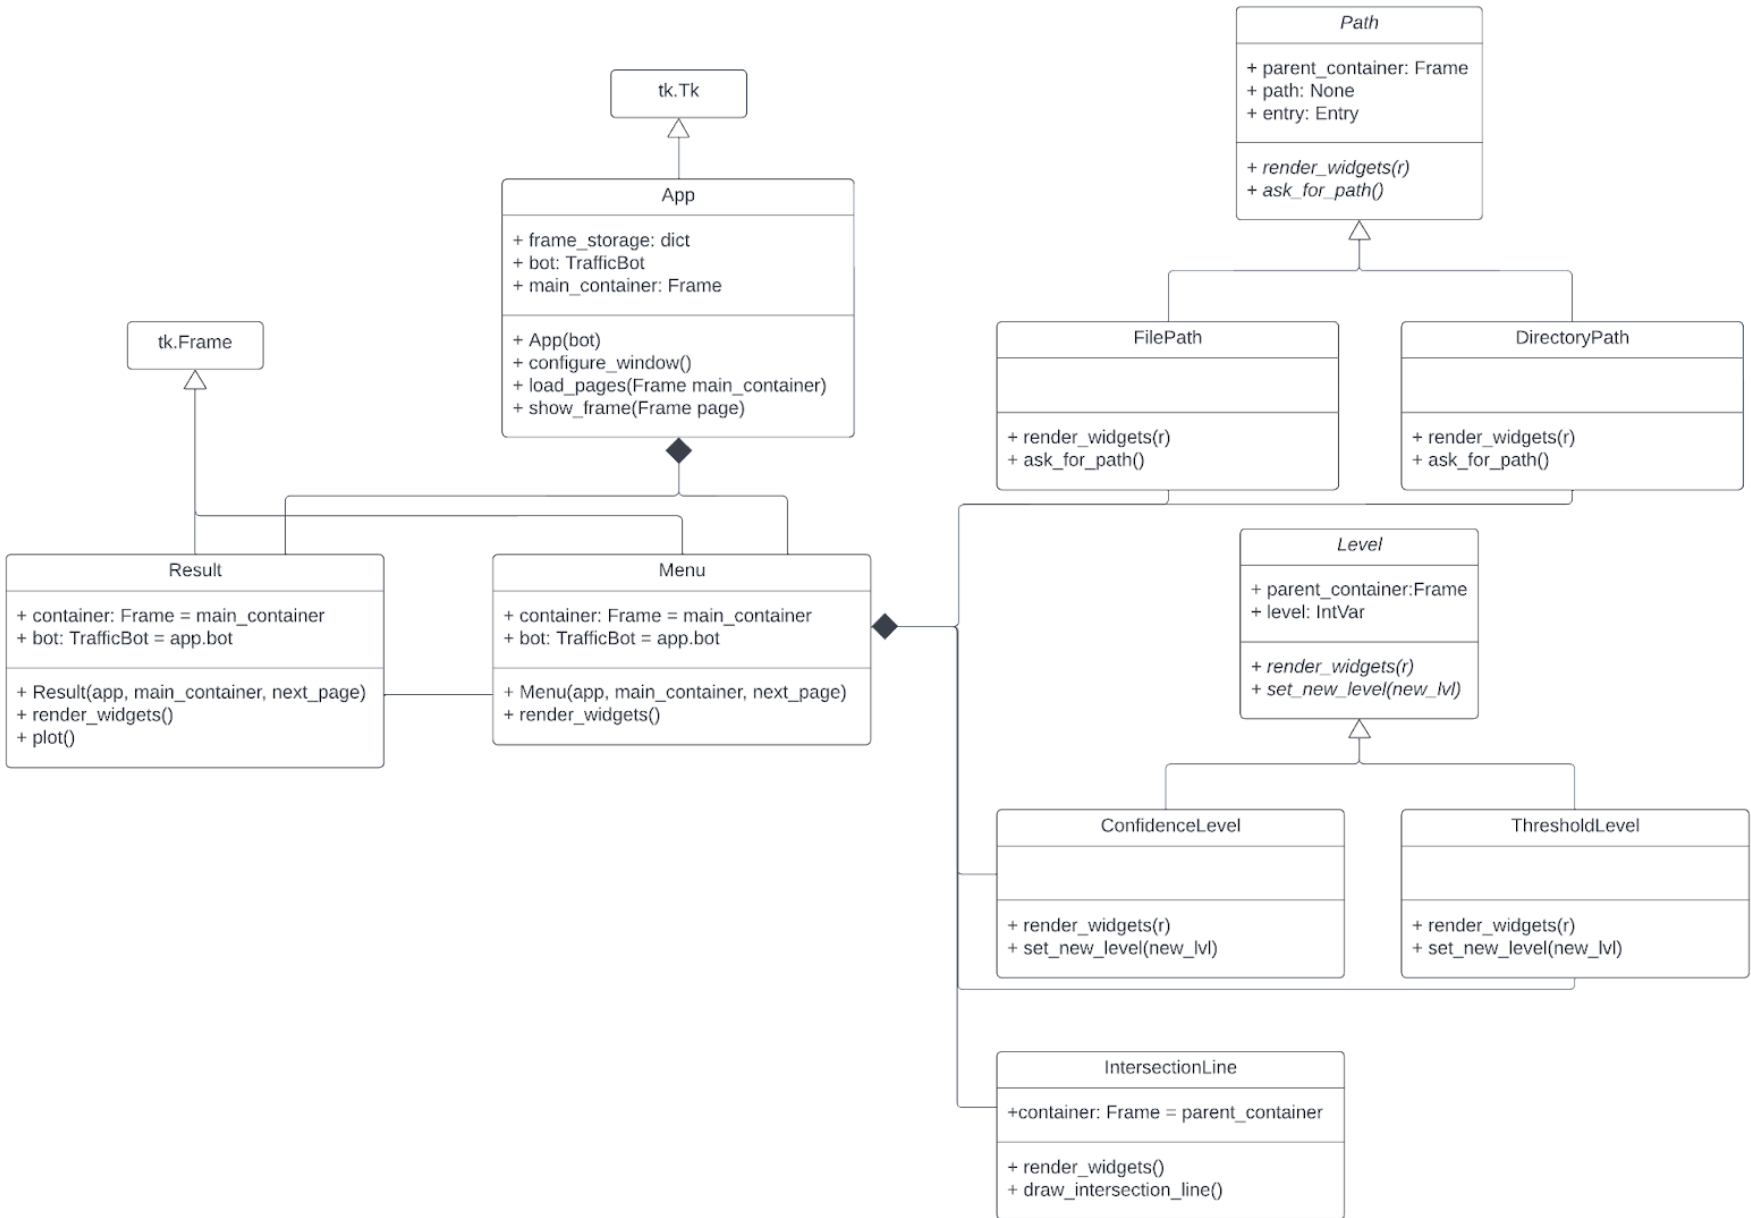 Path
+ parent_container: Frame
+ path: None
+ entry: Entry
+ render_widgets(r)
+ ask_for_path()
tk.Tk
App
+ frame_storage: dict
+ bot: TrafficBot
+ main_container: Frame
+ App(bot)
+ configure_window()
+ load_pages(Frame main_container)
+ show_frame(Frame page)
tk.Frame
FilePath
+ render_widgets(r)
+ ask_for_path()
DirectoryPath
+ render_widgets(r)
+ ask_for_path()
Result
+ container: Frame = main_container
+ bot: TrafficBot = app.bot
+ Result(app, main_container, next_page)
+ render_widgets()
+ plot()
Menu
+ container: Frame = main_container
+ bot: TrafficBot = app.bot
+ Menu(app, main_container, next_page)
+ render_widgets()
Level
+ parent_container:Frame
+ level: IntVar
+ render_widgets(r)
+ set_new_level(new_lvl)
ConfidenceLevel
+ render_widgets(r)
+ set_new_level(new_lvl)
ThresholdLevel
+ render_widgets(r)
+ set_new_level(new_lvl)
IntersectionLine
+container: Frame = parent_container
+ render_widgets()
+ draw_intersection_line()